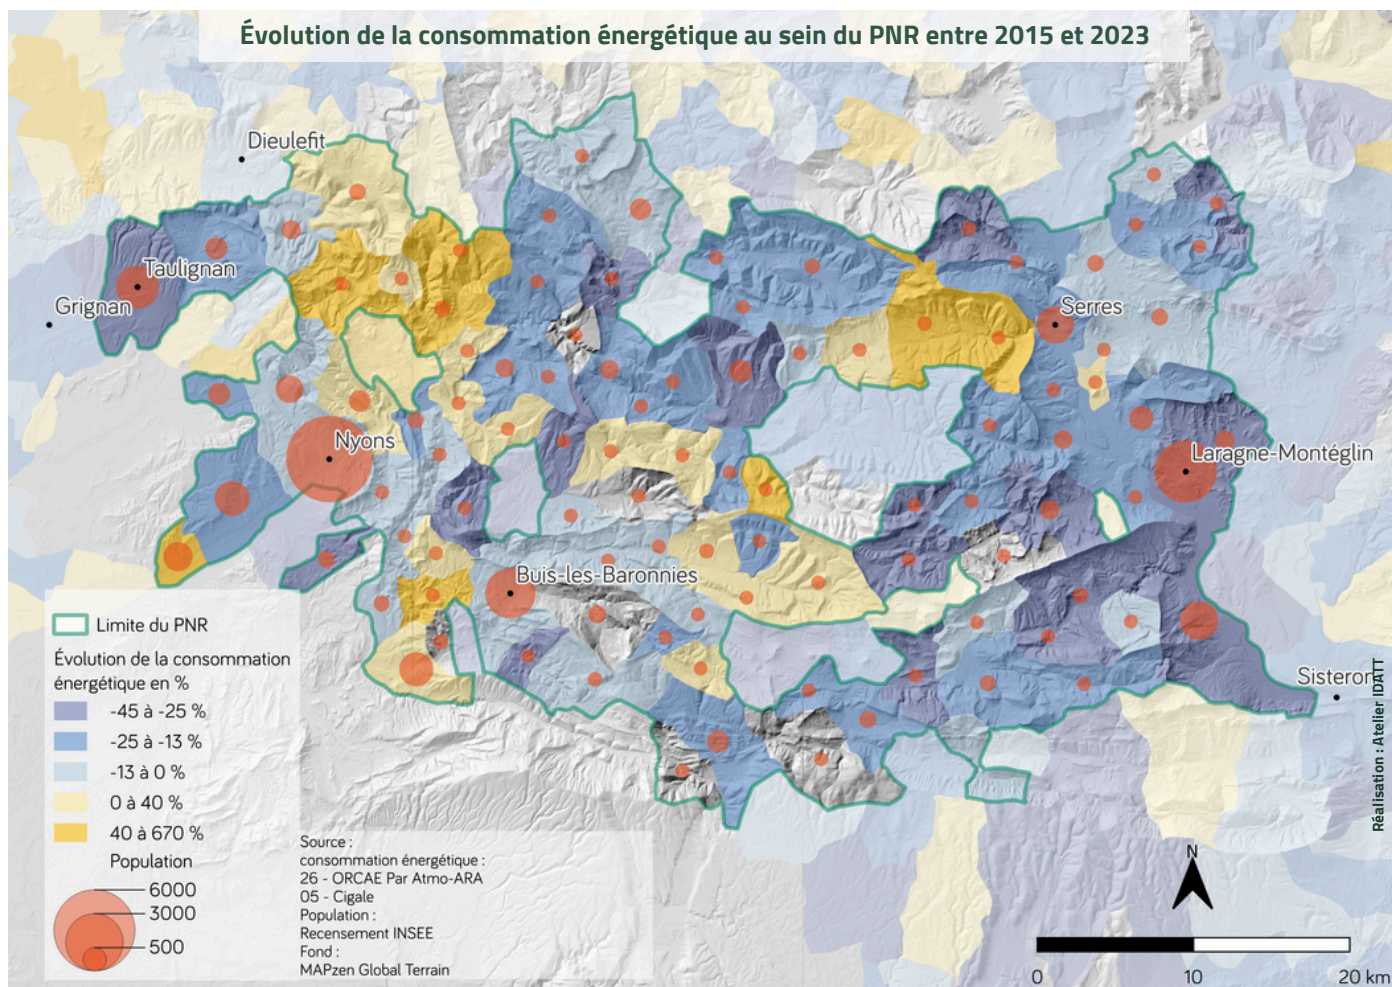 Évolution de la consommation énergétique au sein du PNR entre 2015 et 2023
Dieulefit
Taulignan
Grignan
Serres
Nyons
Laragne-Montéglin
Buis-les-Baronnies
Sisteron
Limite du PNR
Évolution de la consommation
énergétique en %
-45 à -25 %
-25 à -13 %
-13 à 0 %
0 à 40 %
40 à 670 %
Population
6000
3000
500
Source :
consommation énergétique :
26 - ORCAE Par Atmo-ARA
05 - Cigale
Population :
Recensement INSEE
Fond :
MAPzen Global Terrain
Réalisation : Atelier IDATT
N
0 10 20 km